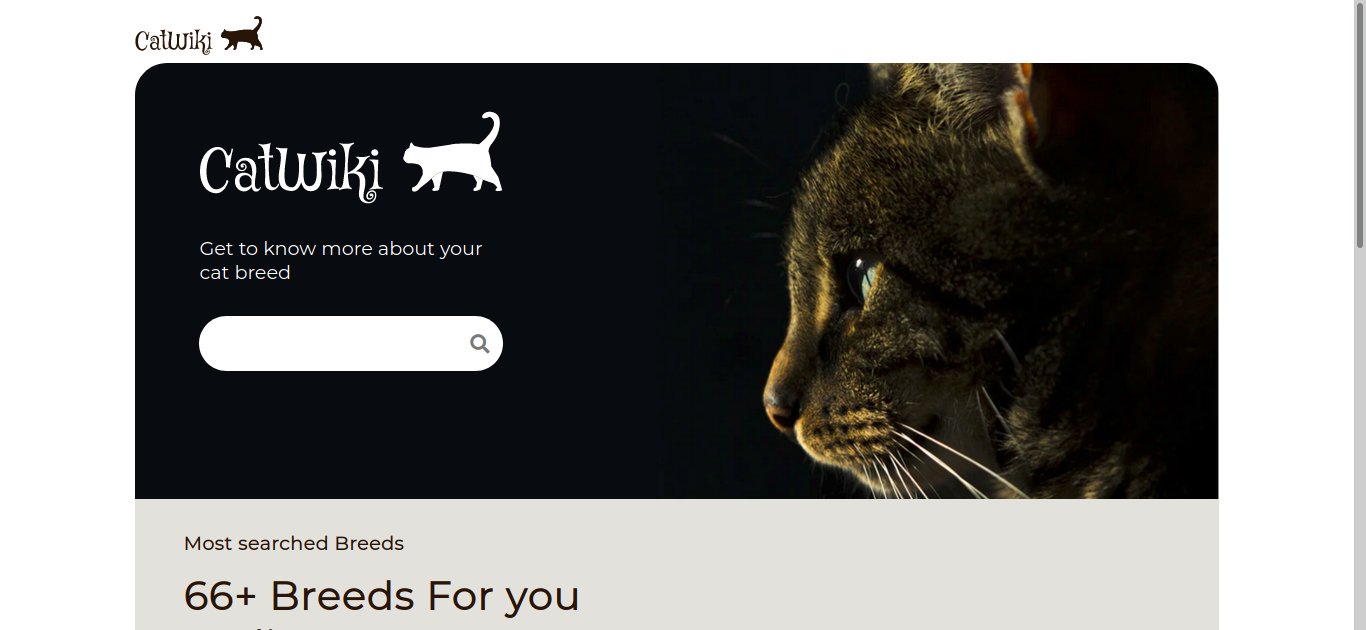 CatWiki
CatWiki
Get to know more about your
cat breed
Most searched Breeds
66+ Breeds For you